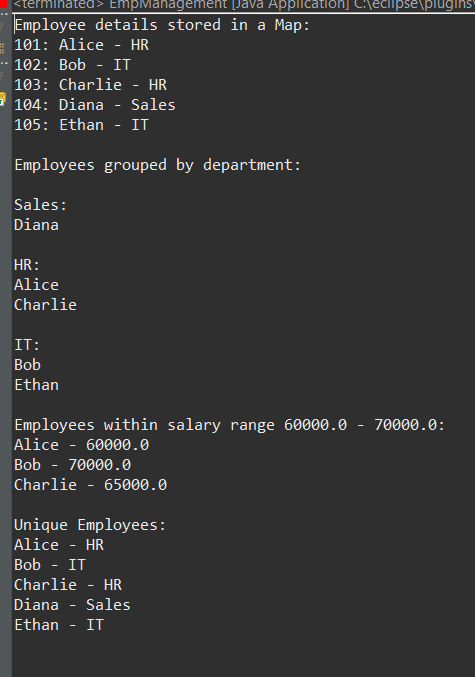 <terminated> EmpManagement [Java Application] C:\eclipse\plugins\
Employee details stored in a Map:
101: Alice - HR
102: Bob - IT
103: Charlie - HR
104: Diana - Sales
105: Ethan - IT
Employees grouped by department:
Sales:
Diana
HR:
Alice
Charlie
IT:
Bob
Ethan
Employees within salary range 60000.0 - 70000.0:
Alice - 60000.0
Bob - 70000.0
Charlie - 65000.0
Unique Employees:
Alice - HR
Bob - IT
Charlie - HR
Diana - Sales
Ethan - IT